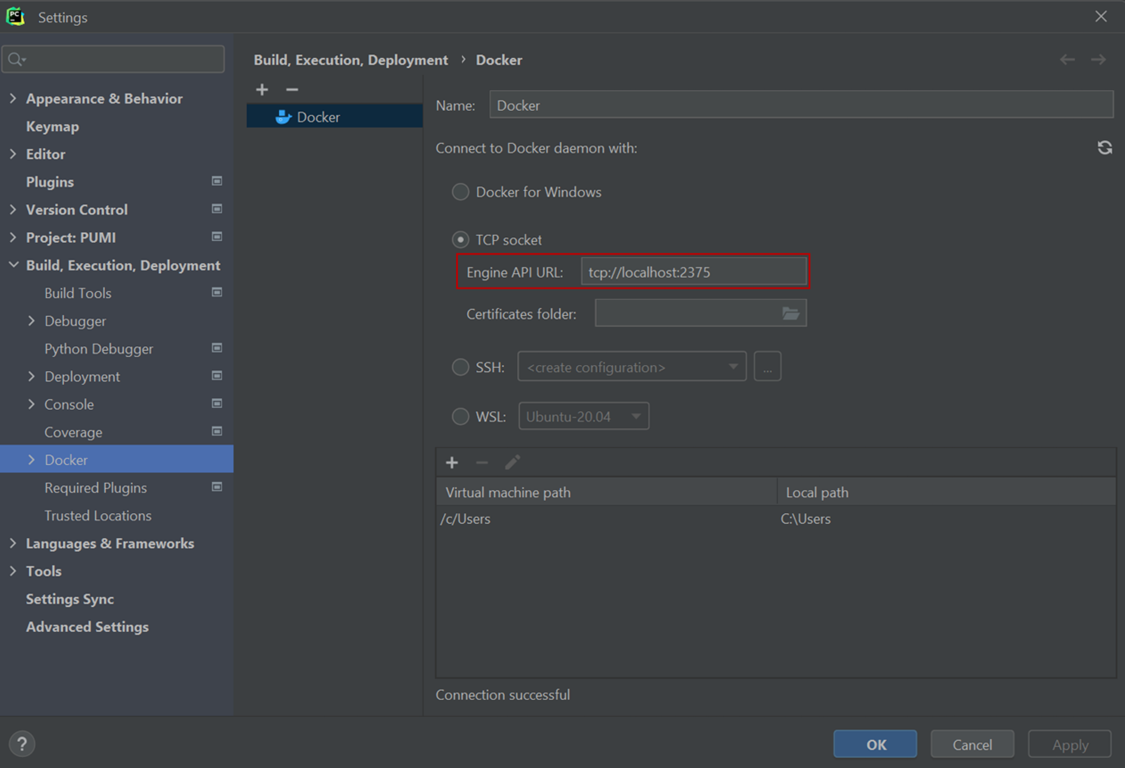 PC
Settings
Build, Execution, Deployment › Docker
Appearance & Behavior
Keymap
Editor
Plugins
Version Control
Project: PUMI
Build, Execution, Deployment
Build Tools
Debugger
Python Debugger
Deployment
Console
Coverage
Docker
Required Plugins
Trusted Locations
Languages & Frameworks
Tools
Settings Sync
Advanced Settings
Docker
Name: Docker
Connect to Docker daemon with:
Docker for Windows
TCP socket
Engine API URL: tcp://localhost:2375
Certificates folder:
SSH: <create configuration> ...
WSL: Ubuntu-20.04
Virtual machine path Local path
/c/Users C:\Users
Connection successful
? OK Cancel Apply